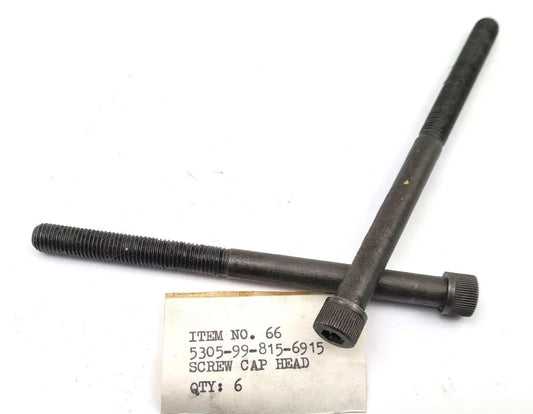 ITEM NO. 66
5305-99-815-6915
SCREW CAP HEAD
QTY: 6